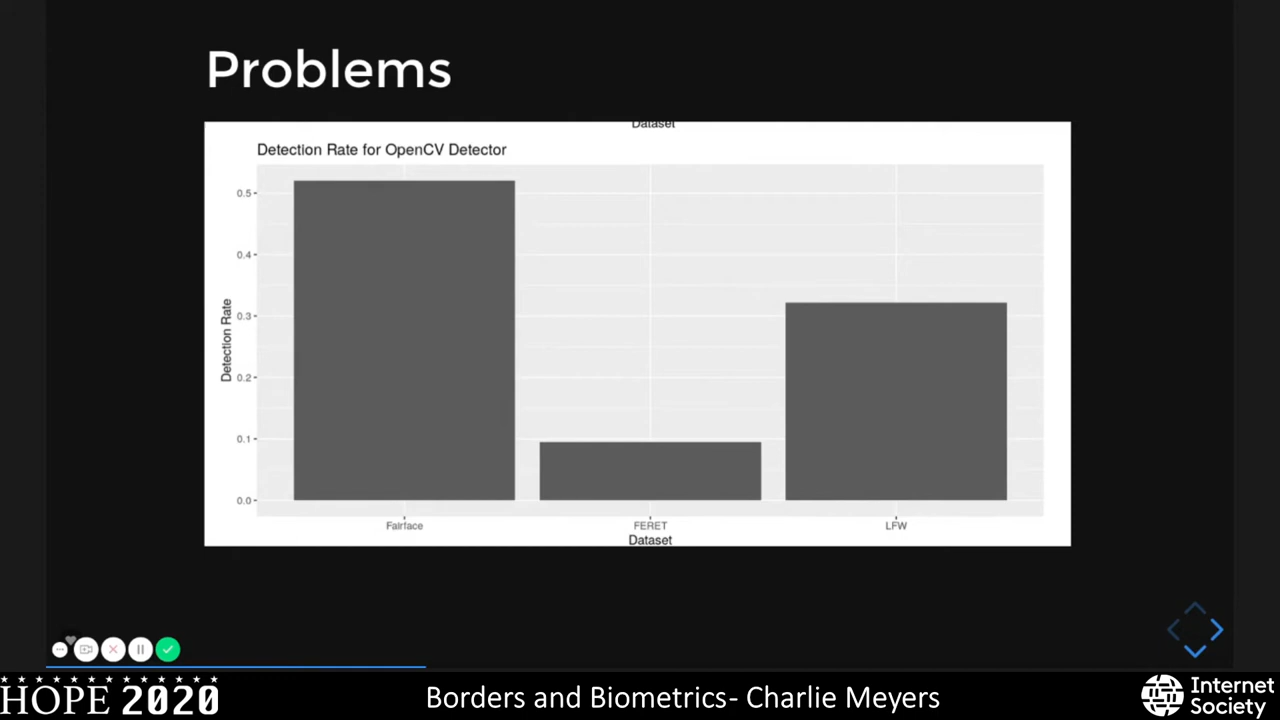 Problems
Dataset
Detection Rate for OpenCV Detector
0.5
0.4
0.3
0.2
0.1
0.0
Detection Rate
Fairface
FERET
LFW
Dataset
HOPE 2020
Borders and Biometrics- Charlie Meyers
Internet
Society